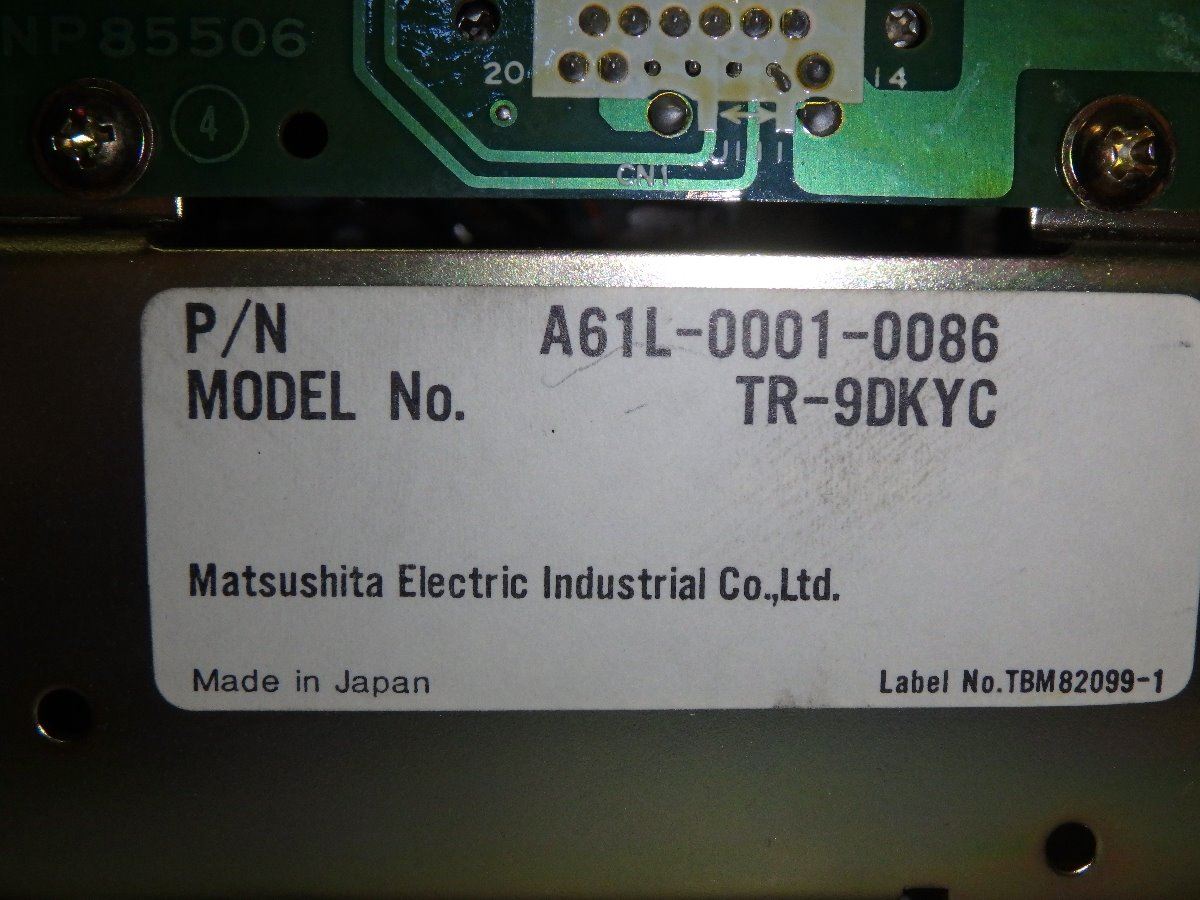 NP85506
20
14
4
CN1
P/N A61L-0001-0086
MODEL No. TR-9DKYC
Matsushita Electric Industrial Co.,Ltd.
Made in Japan
Label No.TBM82099-1